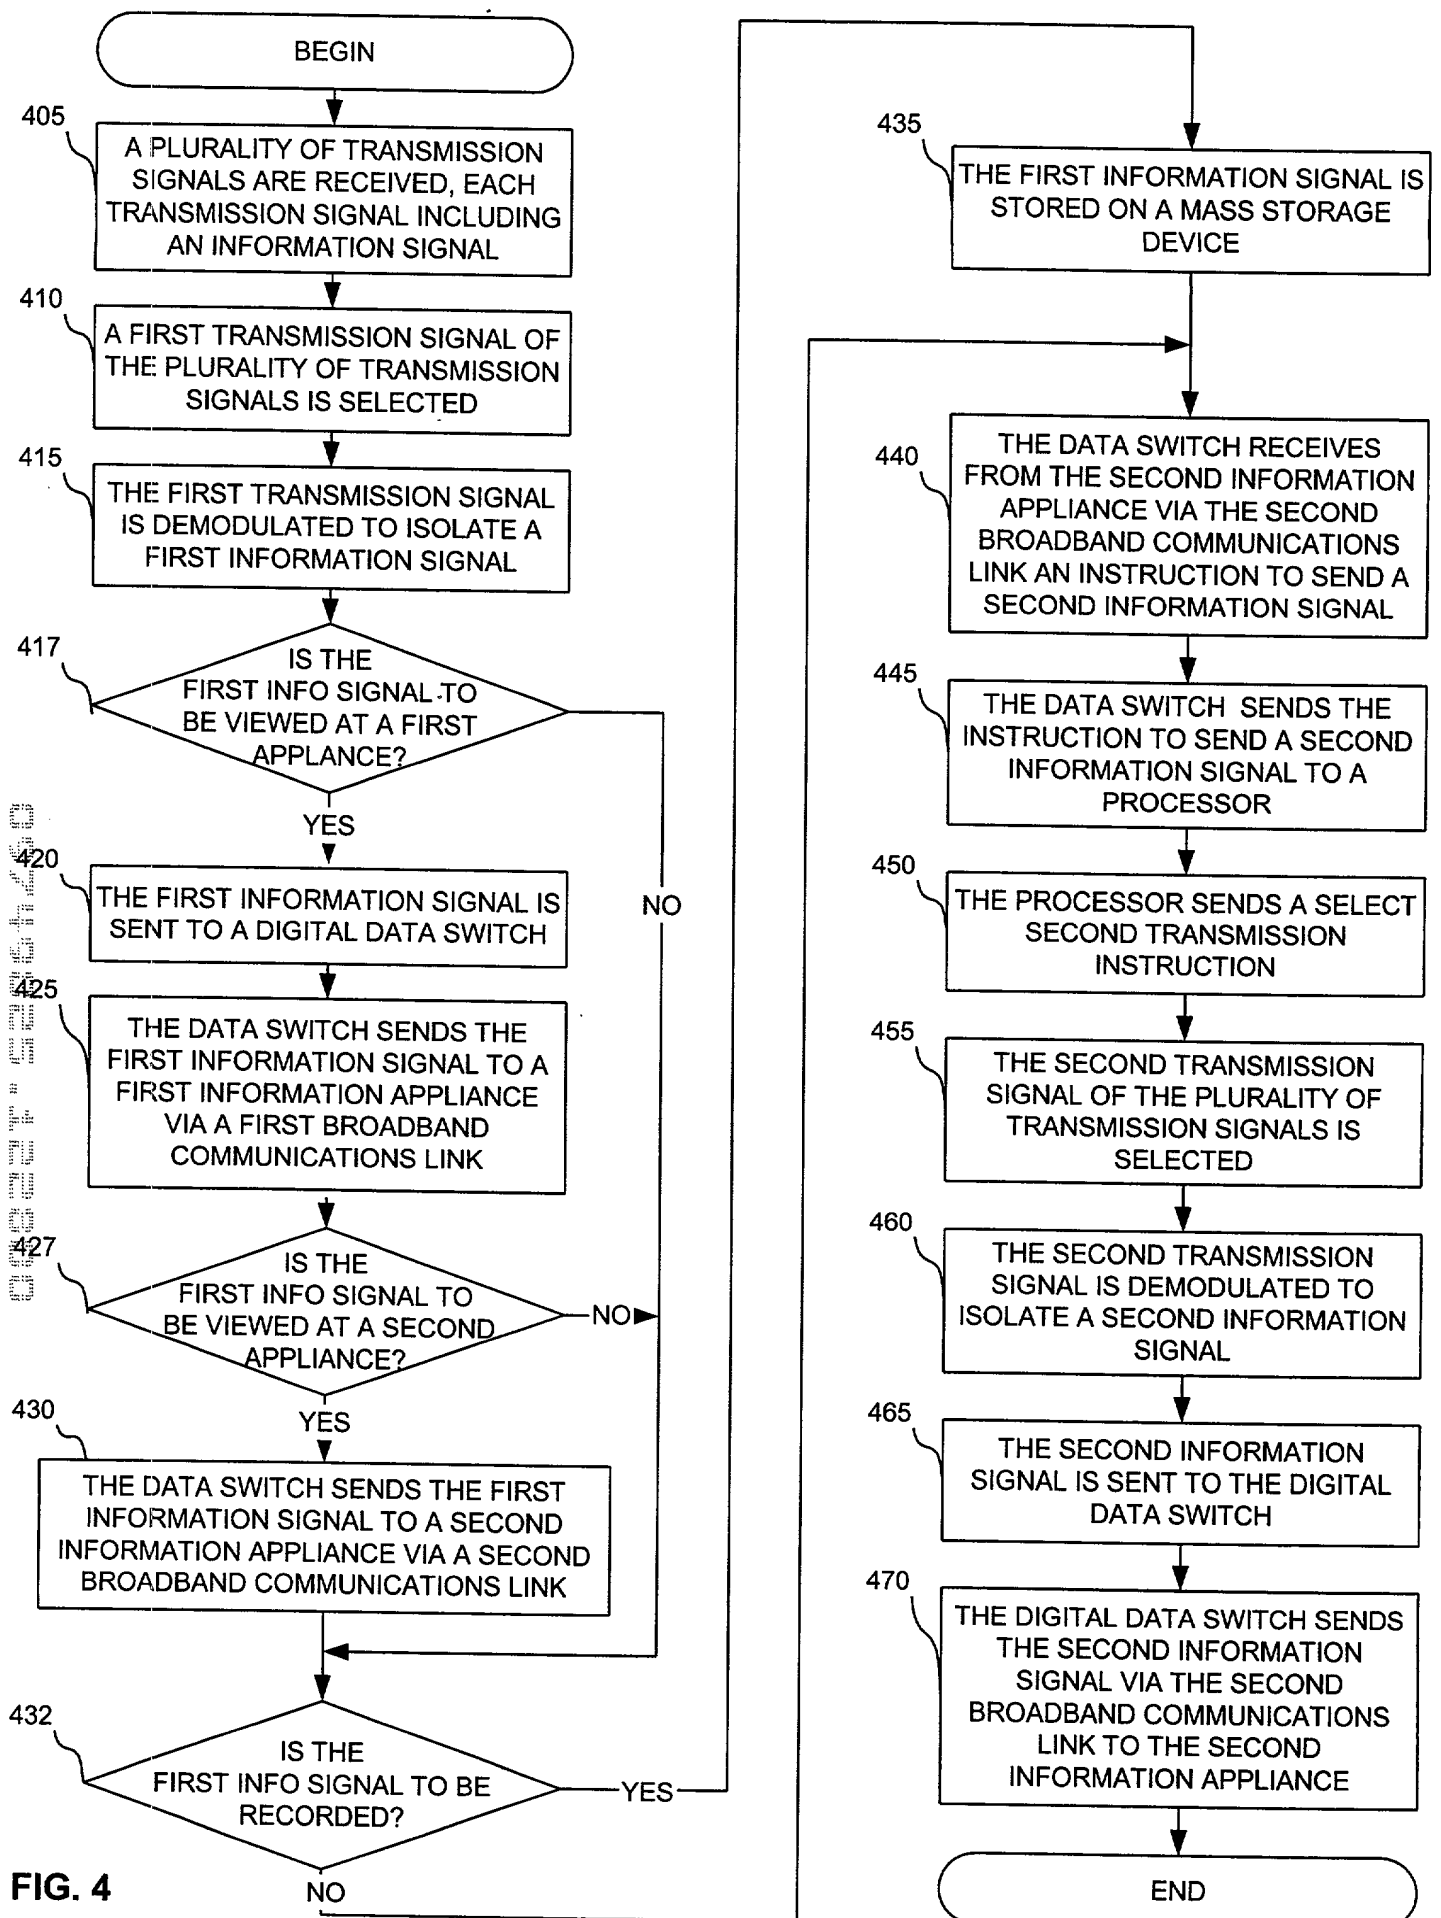 BEGIN
405
A PLURALITY OF TRANSMISSION
SIGNALS ARE RECEIVED, EACH
TRANSMISSION SIGNAL INCLUDING
AN INFORMATION SIGNAL
410
A FIRST TRANSMISSION SIGNAL OF
THE PLURALITY OF TRANSMISSION
SIGNALS IS SELECTED
415
THE FIRST TRANSMISSION SIGNAL
IS DEMODULATED TO ISOLATE A
FIRST INFORMATION SIGNAL
417
IS THE
FIRST INFO SIGNAL TO
BE VIEWED AT A FIRST
APPLANCE?
YES
NO
420
THE FIRST INFORMATION SIGNAL IS
SENT TO A DIGITAL DATA SWITCH
425
THE DATA SWITCH SENDS THE
FIRST INFORMATION SIGNAL TO A
FIRST INFORMATION APPLIANCE
VIA A FIRST BROADBAND
COMMUNICATIONS LINK
427
IS THE
FIRST INFO SIGNAL TO
BE VIEWED AT A SECOND
APPLIANCE?
NO
YES
430
THE DATA SWITCH SENDS THE FIRST
INFORMATION SIGNAL TO A SECOND
INFORMATION APPLIANCE VIA A SECOND
BROADBAND COMMUNICATIONS LINK
432
IS THE
FIRST INFO SIGNAL TO BE
RECORDED?
YES
NO
FIG. 4
435
THE FIRST INFORMATION SIGNAL IS
STORED ON A MASS STORAGE
DEVICE
440
THE DATA SWITCH RECEIVES
FROM THE SECOND INFORMATION
APPLIANCE VIA THE SECOND
BROADBAND COMMUNICATIONS
LINK AN INSTRUCTION TO SEND A
SECOND INFORMATION SIGNAL
445
THE DATA SWITCH SENDS THE
INSTRUCTION TO SEND A SECOND
INFORMATION SIGNAL TO A
PROCESSOR
450
THE PROCESSOR SENDS A SELECT
SECOND TRANSMISSION
INSTRUCTION
455
THE SECOND TRANSMISSION
SIGNAL OF THE PLURALITY OF
TRANSMISSION SIGNALS IS
SELECTED
460
THE SECOND TRANSMISSION
SIGNAL IS DEMODULATED TO
ISOLATE A SECOND INFORMATION
SIGNAL
465
THE SECOND INFORMATION
SIGNAL IS SENT TO THE DIGITAL
DATA SWITCH
470
THE DIGITAL DATA SWITCH SENDS
THE SECOND INFORMATION
SIGNAL VIA THE SECOND
BROADBAND COMMUNICATIONS
LINK TO THE SECOND
INFORMATION APPLIANCE
END